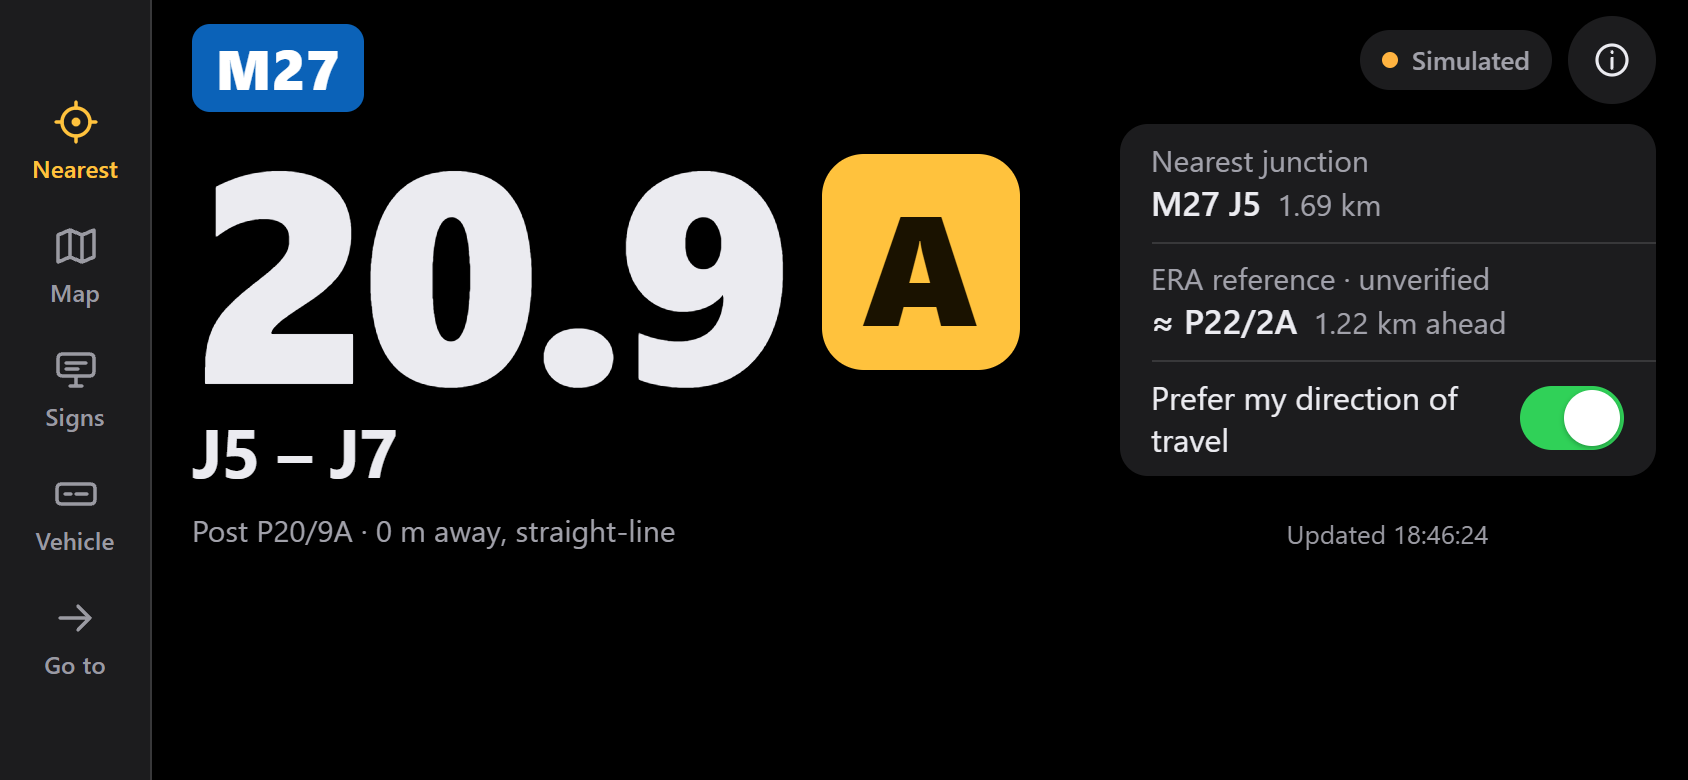 M27
Simulated
Nearest
20.9 A
Nearest junction
M27 J5 1.69 km
Map
ERA reference · unverified
≈ P22/2A 1.22 km ahead
Signs
J5 – J7
Prefer my direction of
travel
Vehicle
Post P20/9A · 0 m away, straight-line
Updated 18:46:24
Go to